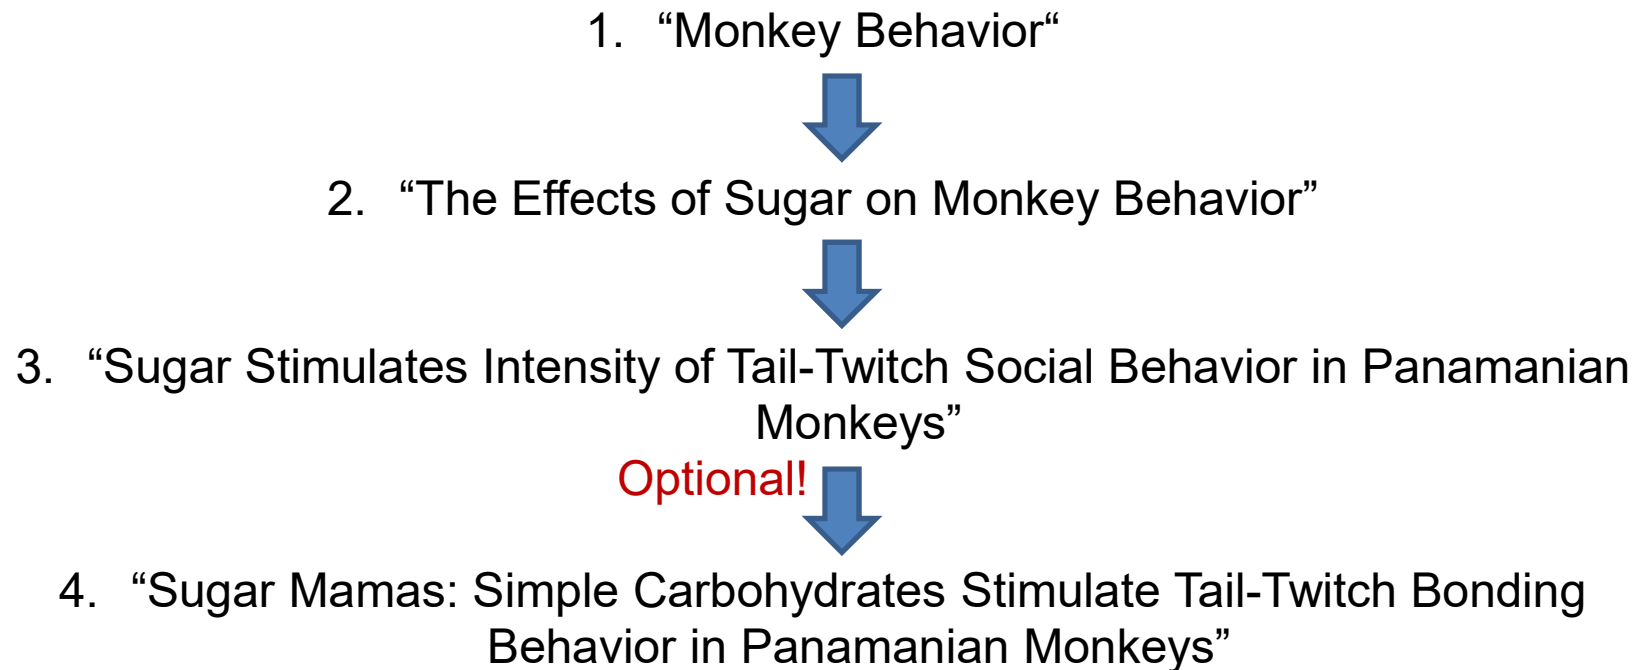 1. “Monkey Behavior“
2. “The Effects of Sugar on Monkey Behavior”
3. “Sugar Stimulates Intensity of Tail-Twitch Social Behavior in Panamanian
Monkeys”
Optional!
4. “Sugar Mamas: Simple Carbohydrates Stimulate Tail-Twitch Bonding
Behavior in Panamanian Monkeys”